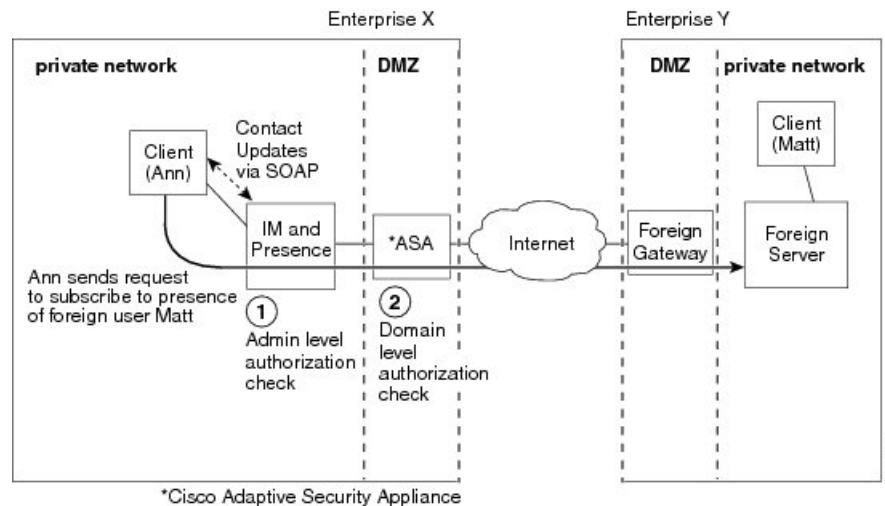 Enterprise X
Enterprise Y
private network
DMZ
DMZ
private network
Client
(Ann)
Contact
Updates
via SOAP
Client
(Matt)
IM and
Presence
*ASA
Internet
Foreign
Gateway
Foreign
Server
Ann sends request
to subscribe to presence
of foreign user Matt
1
Admin level
authorization
check
2
Domain
level
authorization
check
*Cisco Adaptive Security Appliance